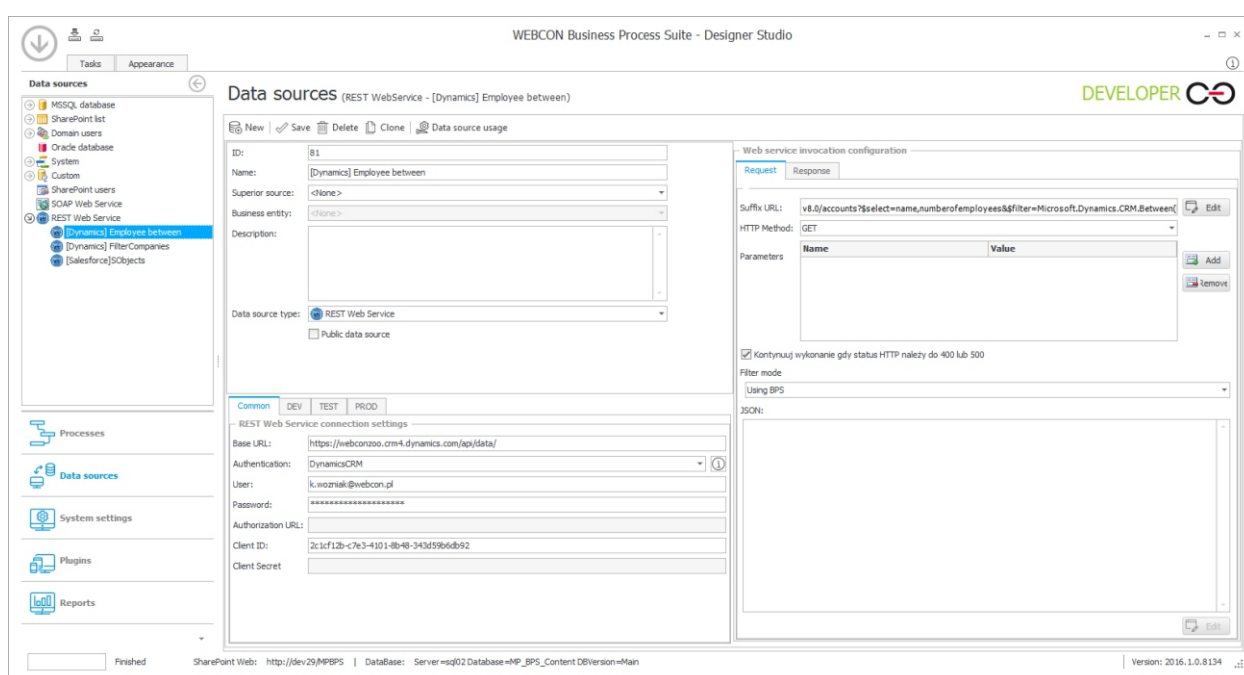 WEBCON Business Process Suite - Designer Studio
Tasks Appearance
Data sources
MSSQL database
SharePoint list
Domain users
Oracle database
System
Custom
SharePoint users
SOAP Web Service
REST Web Service
[Dynamics] Employee between
[Dynamics] FilterCompanies
[Salesforce]SObjects
Processes
Data sources
System settings
Plugins
Reports
Data sources (REST WebService - [Dynamics] Employee between)
DEVELOPER
New Save Delete Clone Data source usage
ID: 81
Name: [Dynamics] Employee between
Superior source: <None>
Business entity: <None>
Description:
Data source type: REST Web Service
Public data source
Common DEV TEST PROD
REST Web Service connection settings
Base URL: https://webconzoo.crm4.dynamics.com/api/data/
Authentication: DynamicsCRM
User: k.wozniak@webcon.pl
Password: ********************
Authorization URL:
Client ID: 2c1cf12b-c7e3-4101-8b48-343d59b6db92
Client Secret
Web service invocation configuration
Request Response
Suffix URL: v8.0/accounts?$select=name,numberofemployees&$filter=Microsoft.Dynamics.CRM.Between( Edit
HTTP Method: GET
Parameters Name Value
Add
Remove
Kontynuuj wykonanie gdy status HTTP należy do 400 lub 500
Filter mode
Using BPS
JSON:
Edit
Finished SharePoint Web: http://dev29/MPBPS | DataBase: Server=sql02 Database=MP_BPS_Content DBVersion=Main Version: 2016.1.0.8134